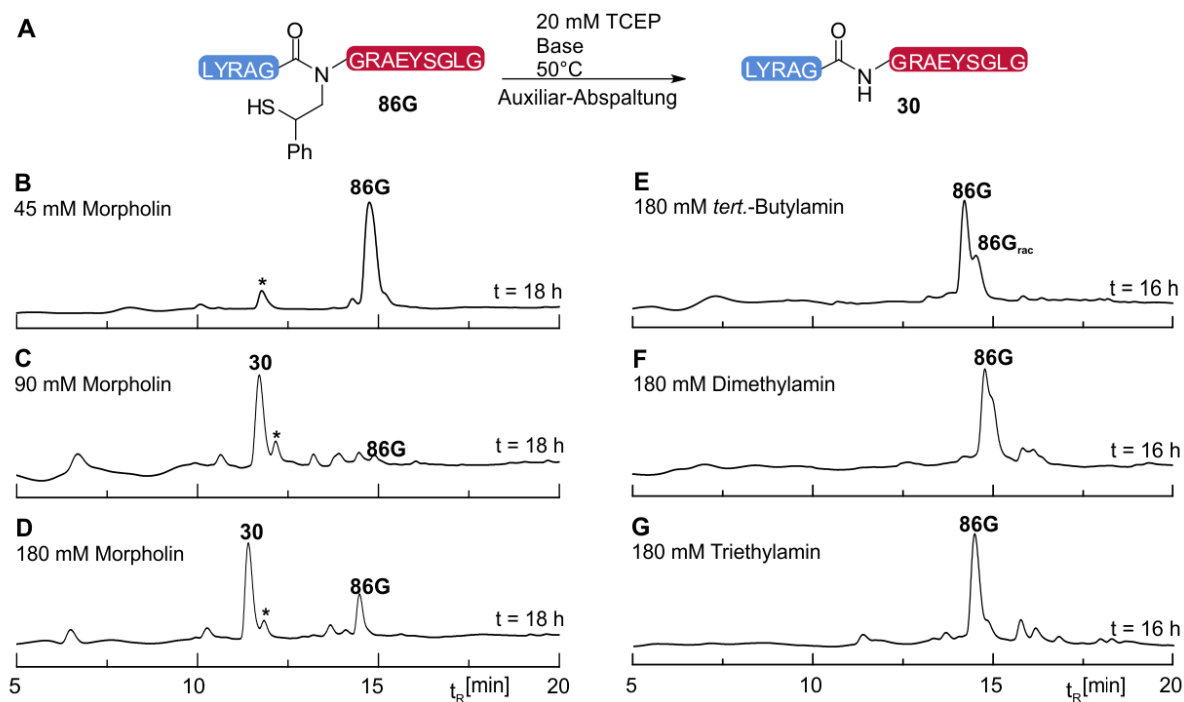 A
LYRAG
O
N
GRAEYSGLG
HS
Ph
86G
20 mM TCEP
Base
50°C
Auxiliar-Abspaltung
LYRAG
O
N
H
GRAEYSGLG
30
B
45 mM Morpholin
*
86G
t = 18 h
C
90 mM Morpholin
30
*
86G
t = 18 h
D
180 mM Morpholin
30
*
86G
t = 18 h
5 10 15 tR[min] 20
E
180 mM tert.-Butylamin
86G
86Grac
t = 16 h
F
180 mM Dimethylamin
86G
t = 16 h
G
180 mM Triethylamin
86G
t = 16 h
5 10 15 tR[min] 20